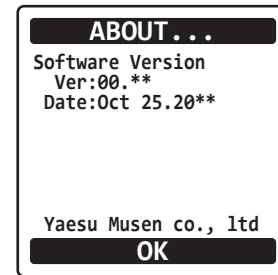 ABOUT...
Software Version
Ver:00.**
Date:Oct 25.20**
Yaesu Musen co., ltd
OK